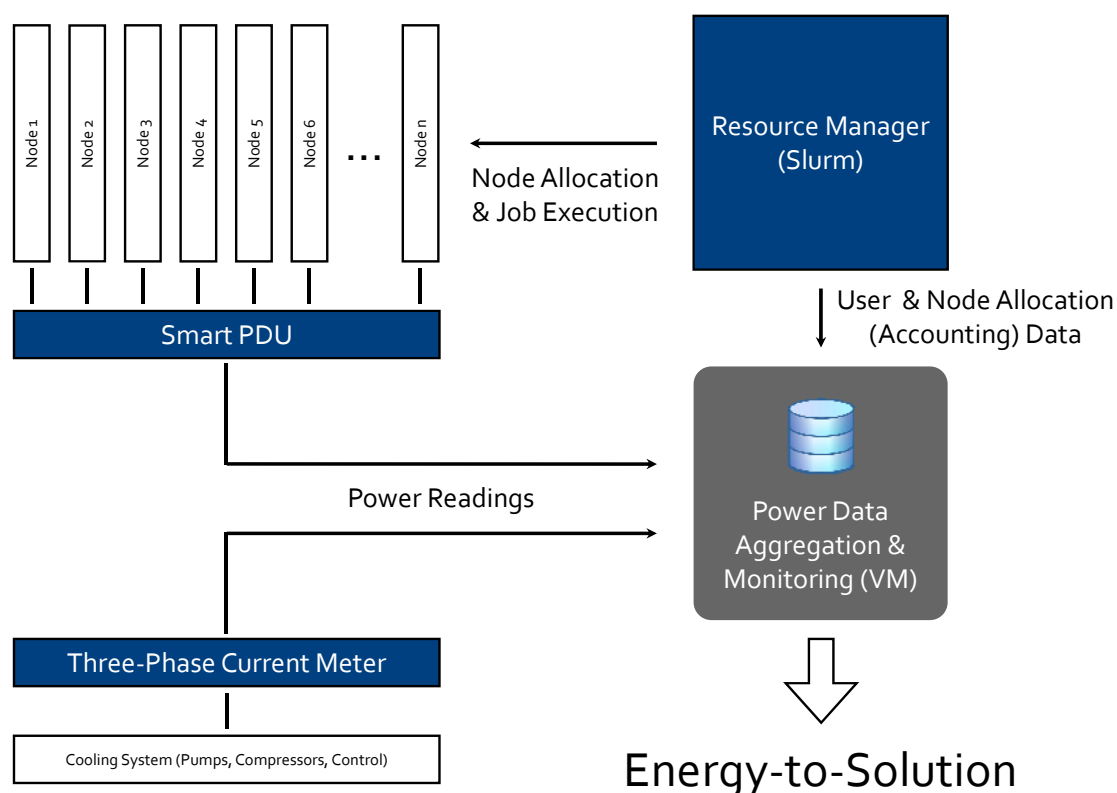 Node 1
Node 2
Node 3
Node 4
Node 5
Node 6
...
Node n
Resource Manager
(Slurm)
Node Allocation
& Job Execution
Smart PDU
User & Node Allocation
(Accounting) Data
Power Readings
Power Data
Aggregation &
Monitoring (VM)
Three-Phase Current Meter
Cooling System (Pumps, Compressors, Control)
Energy-to-Solution